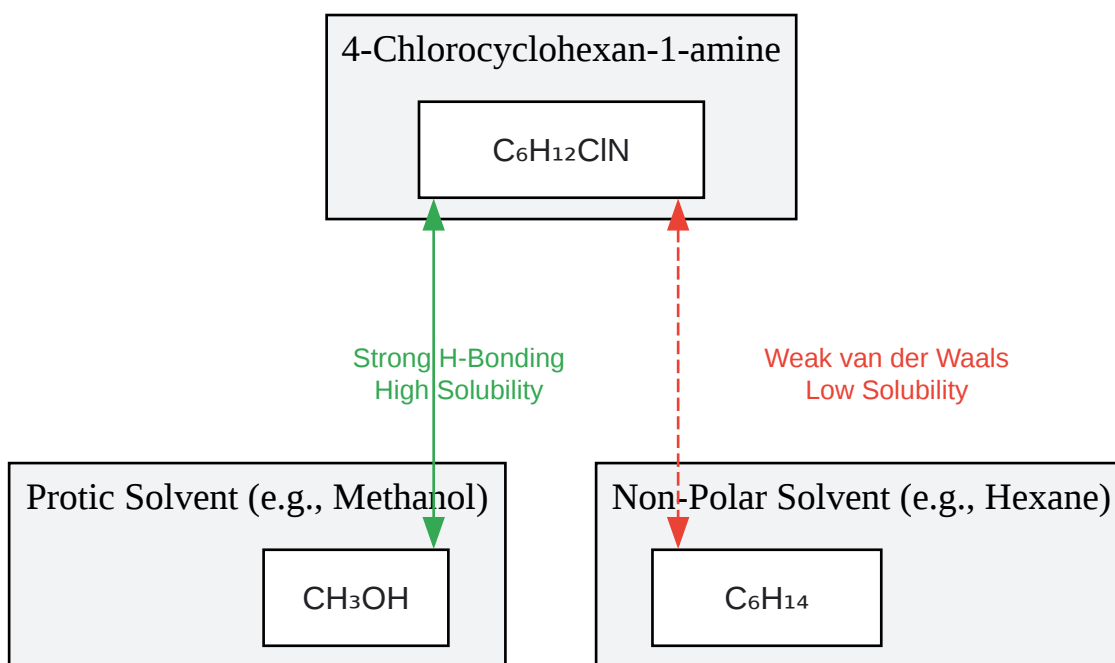 4-Chlorocyclohexan-1-amine
C₆H₁₂ClN
Strong H-Bonding
High Solubility
Weak van der Waals
Low Solubility
Protic Solvent (e.g., Methanol)
CH₃OH
Non-Polar Solvent (e.g., Hexane)
C₆H₁₄